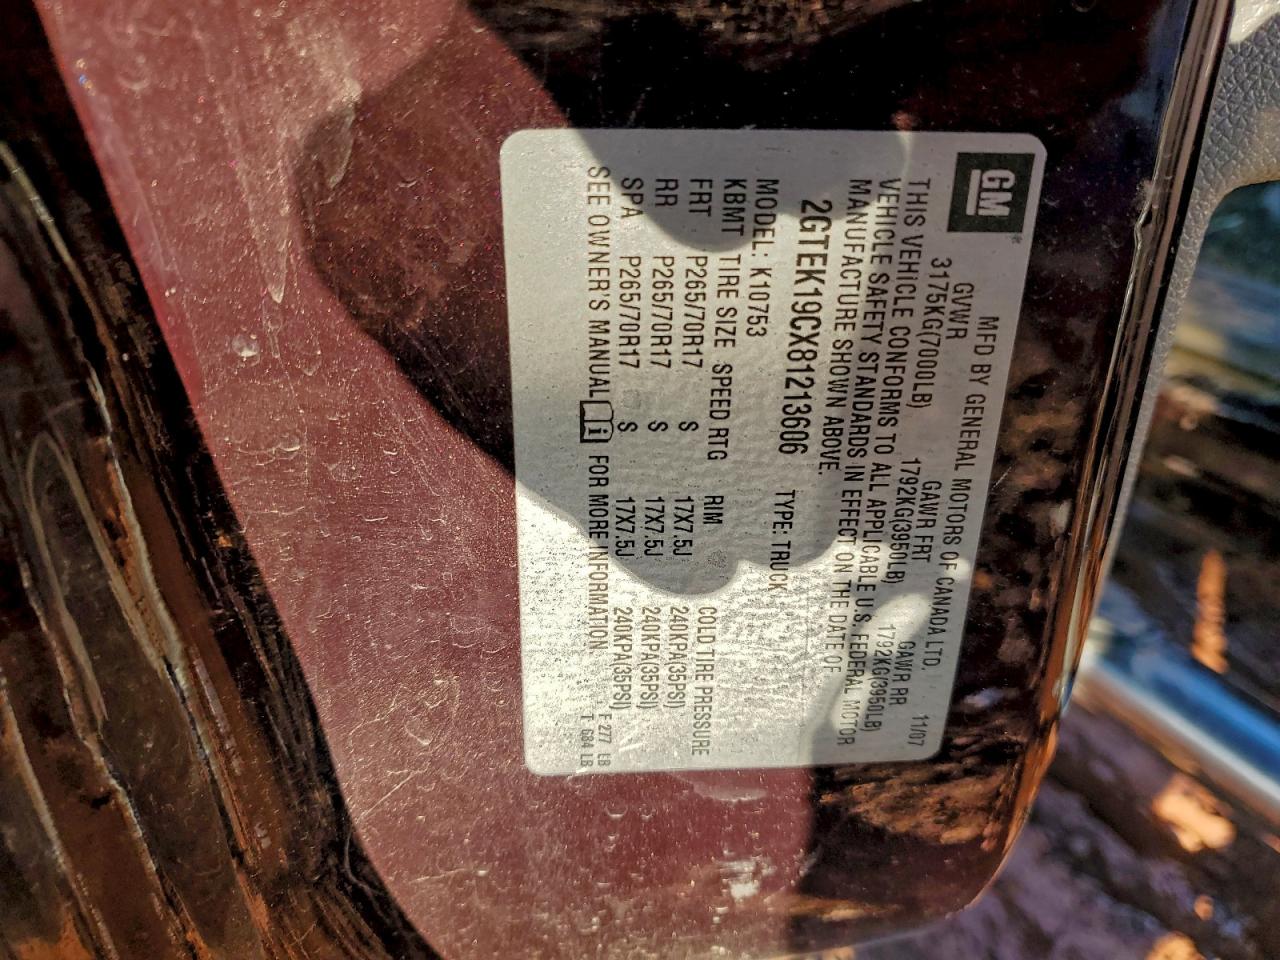 GM
MFD BY GENERAL MOTORS OF CANADA LTD. 11/07
GVWR GAWR FRT GAWR RR
3175KG(7000LB) 1792KG(3950LB) 1792KG(3950LB)
THIS VEHICLE CONFORMS TO ALL APPLICABLE U.S. FEDERAL MOTOR
VEHICLE SAFETY STANDARDS IN EFFECT ON THE DATE OF
MANUFACTURE SHOWN ABOVE.
2GTEK19CX81213606 TYPE: TRUCK
MODEL: K10753
KBMT TIRE SIZE SPEED RTG RIM COLD TIRE PRESSURE
FRT P265/70R17 S 17X7.5J 240KPA(35PSI)
RR P265/70R17 S 17X7.5J 240KPA(35PSI)
SPA P265/70R17 S 17X7.5J 240KPA(35PSI)
SEE OWNER'S MANUAL i FOR MORE INFORMATION
F 277 LB
T 684 LB